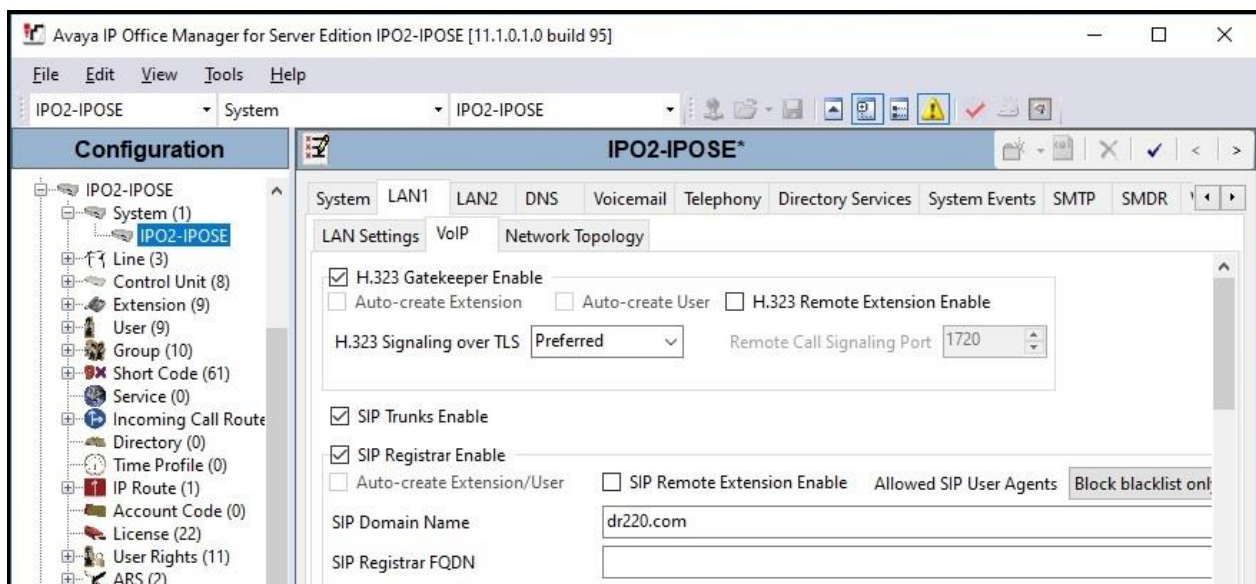 Avaya IP Office Manager for Server Edition IPO2-IPOSE [11.1.0.1.0 build 95]
File Edit View Tools Help
IPO2-IPOSE System IPO2-IPOSE
Configuration
IPO2-IPOSE
System (1)
IPO2-IPOSE
Line (3)
Control Unit (8)
Extension (9)
User (9)
Group (10)
Short Code (61)
Service (0)
Incoming Call Route
Directory (0)
Time Profile (0)
IP Route (1)
Account Code (0)
License (22)
User Rights (11)
ARS (2)
IPO2-IPOSE*
System LAN1 LAN2 DNS Voicemail Telephony Directory Services System Events SMTP SMDR
LAN Settings VoIP Network Topology
H.323 Gatekeeper Enable
Auto-create Extension Auto-create User H.323 Remote Extension Enable
H.323 Signaling over TLS Preferred Remote Call Signaling Port 1720
SIP Trunks Enable
SIP Registrar Enable
Auto-create Extension/User SIP Remote Extension Enable Allowed SIP User Agents Block blacklist onl
SIP Domain Name dr220.com
SIP Registrar FQDN